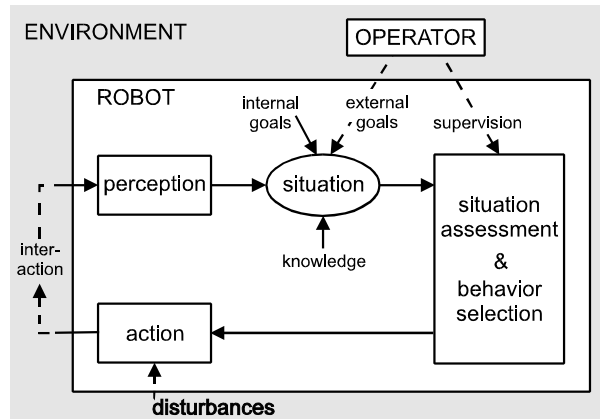 ENVIRONMENT
OPERATOR
ROBOT
internal
goals
external
goals
supervision
perception
situation
situation
assessment
&
behavior
selection
inter-
action
knowledge
action
disturbances